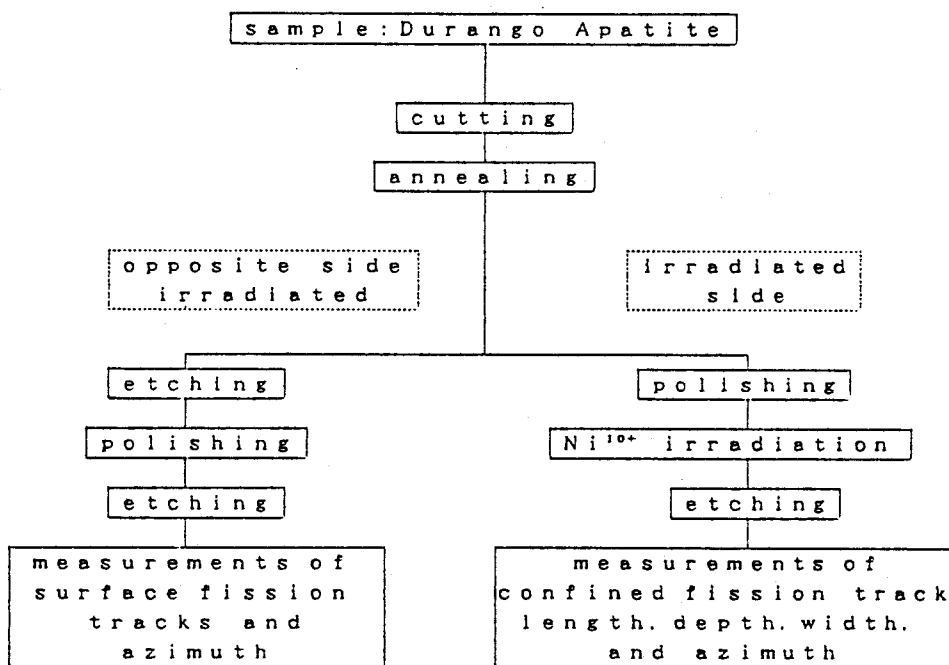 sample:Durango Apatite
cutting
annealing
opposite side
irradiated
irradiated
side
etching
polishing
etching
measurements of
surface fission
tracks and
azimuth
polishing
Ni¹⁰⁺ irradiation
etching
measurements of
confined fission track
length, depth, width,
and azimuth